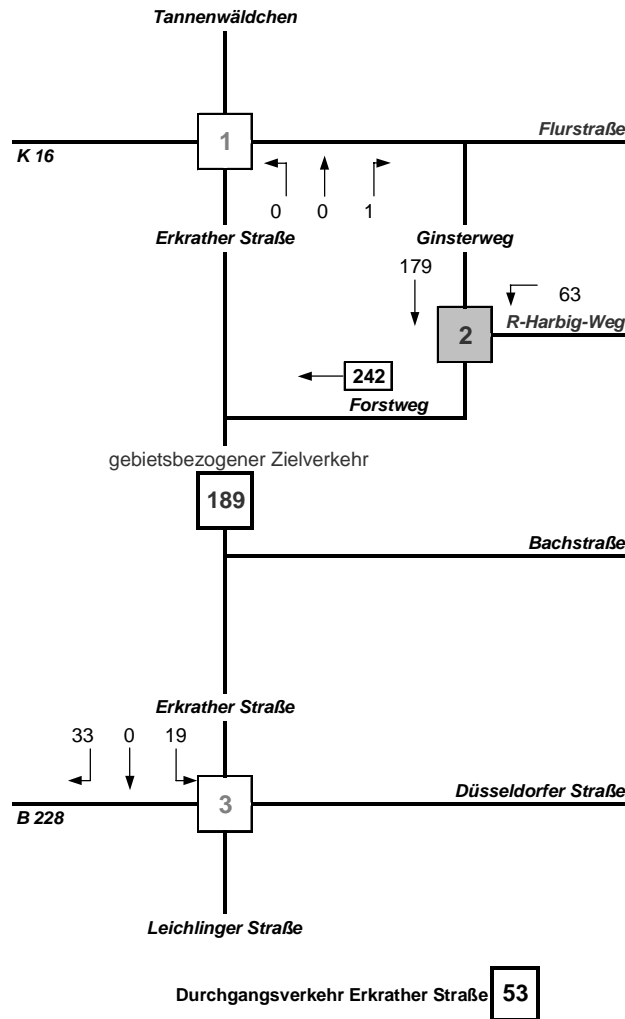 Tannenwäldchen
Flurstraße
1
K 16
0 0 1
Erkrather Straße
Ginsterweg
179
63
R-Harbig-Weg
2
242
Forstweg
gebietsbezogener Zielverkehr
189
Bachstraße
Erkrather Straße
33 0 19
Düsseldorfer Straße
3
B 228
Leichlinger Straße
Durchgangsverkehr Erkrather Straße 53